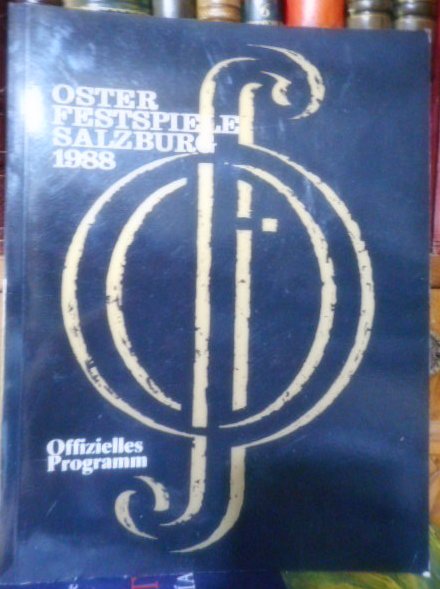 OSTER
FESTSPIELE
SALZBURG
1988
Offizielles
Programm